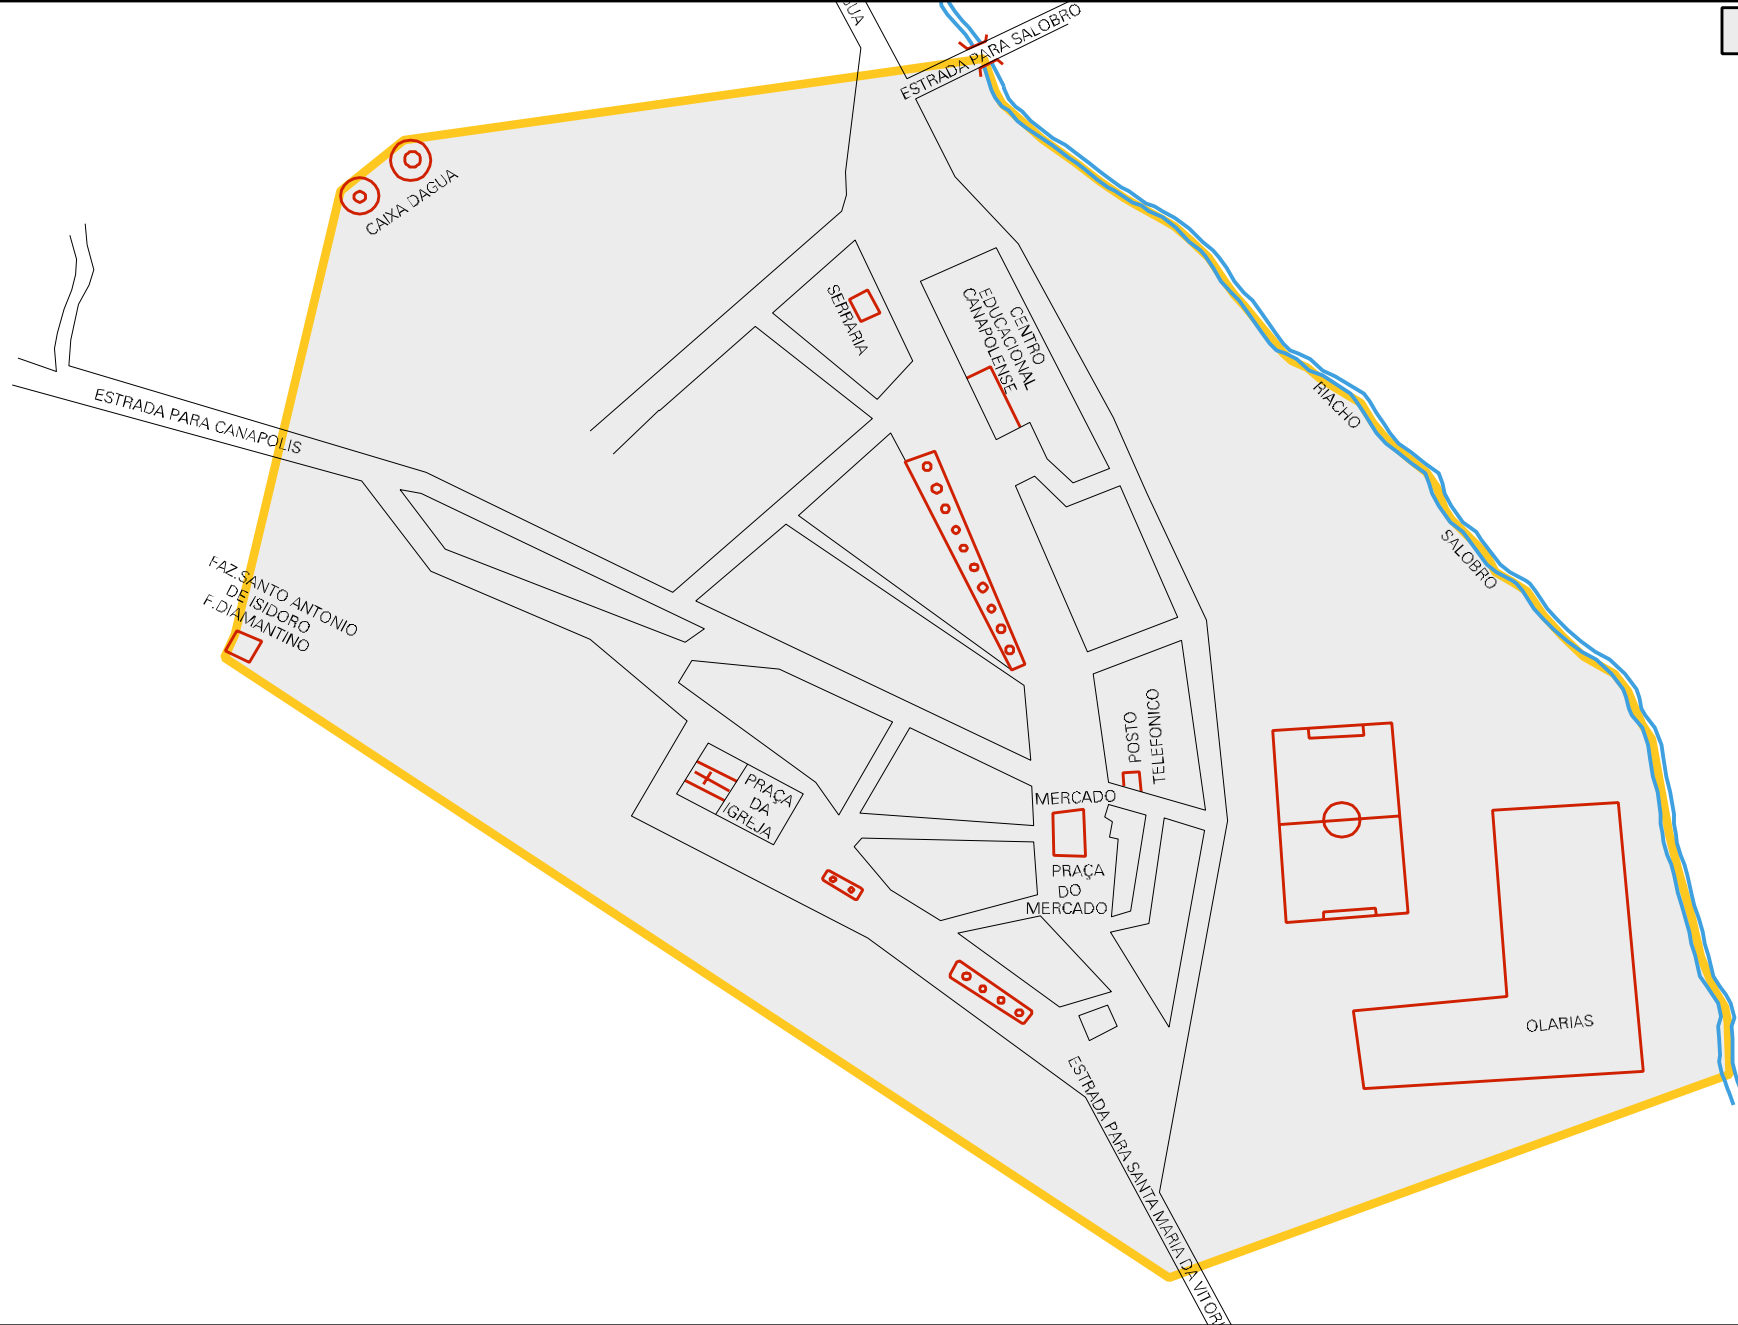 ESTRADA PARA SALOBRO
CAIXA DAGUA
SERRARIA
CENTRO
EDUCACIONAL
CANAPOLENSE
ESTRADA PARA CANAPOLIS
RIACHO
SALOBRO
FAZ.SANTO ANTONIO
DE ISIDORO
F.DIAMANTINO
POSTO
TELEFONICO
PRAÇA
DA
IGREJA
MERCADO
PRAÇA
DO
MERCADO
OLARIAS
ESTRADA PARA SANTA MARIA DA VITORI